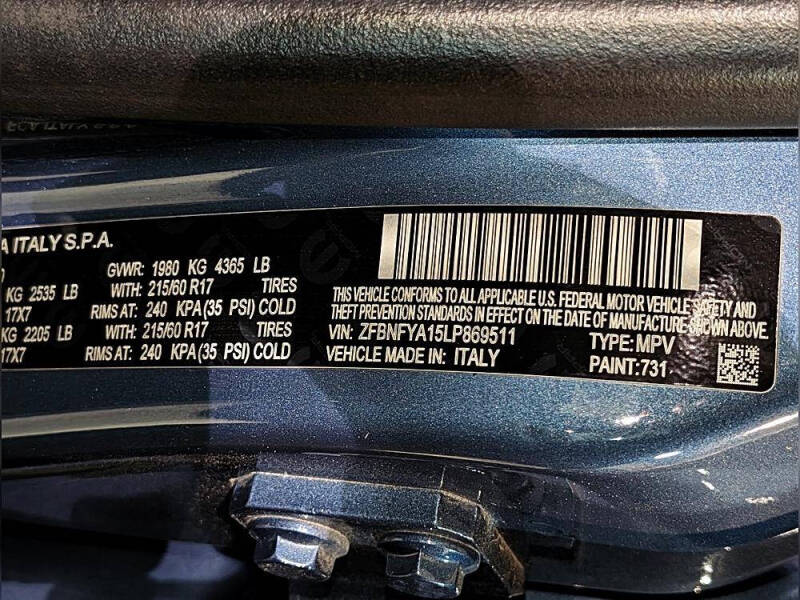 A ITALY S.P.A.
GVWR: 1980 KG 4365 LB
KG 2535 LB WITH: 215/60 R17 TIRES
17X7 RIMS AT: 240 KPA (35 PSI) COLD
KG 2205 LB WITH: 215/60 R17 TIRES
17X7 RIMS AT: 240 KPA (35 PSI) COLD
THIS VEHICLE CONFORMS TO ALL APPLICABLE U.S. FEDERAL MOTOR VEHICLE SAFETY AND
THEFT PREVENTION STANDARDS IN EFFECT ON THE DATE OF MANUFACTURE SHOWN ABOVE.
VIN: ZFBNFYA15LP869511 TYPE: MPV
VEHICLE MADE IN: ITALY PAINT:731